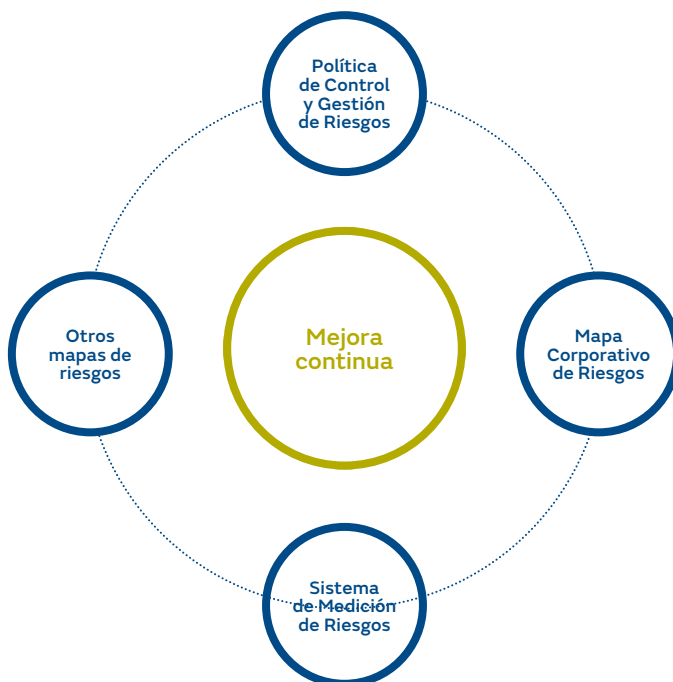 Política
de Control
y Gestión
de Riesgos
Otros
mapas de
riesgos
Mejora
continua
Mapa
Corporativo
de Riesgos
Sistema
de Medición
de Riesgos